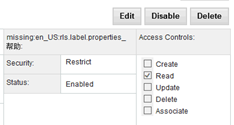 Edit Disable Delete
missing:en_US:rls.label.properties_ Access Controls:
帮助:
Security: Restrict
Status: Enabled
Create
Read
Update
Delete
Associate